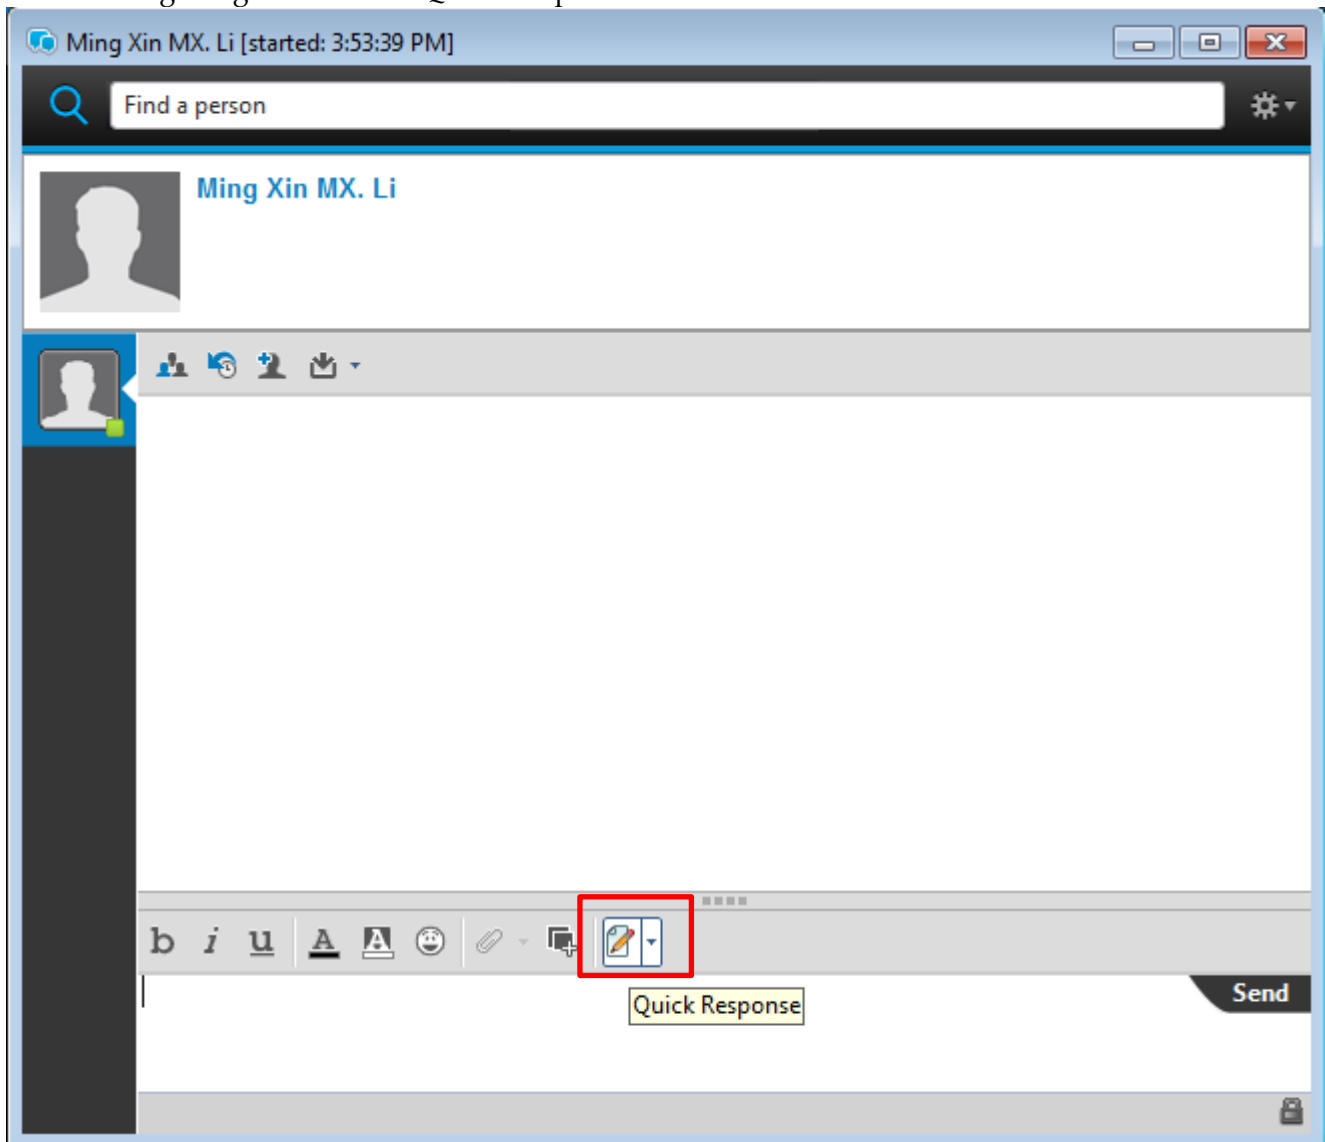 Ming Xin MX. Li [started: 3:53:39 PM]
Find a person
Ming Xin MX. Li
b i u A A
Send
Quick Response